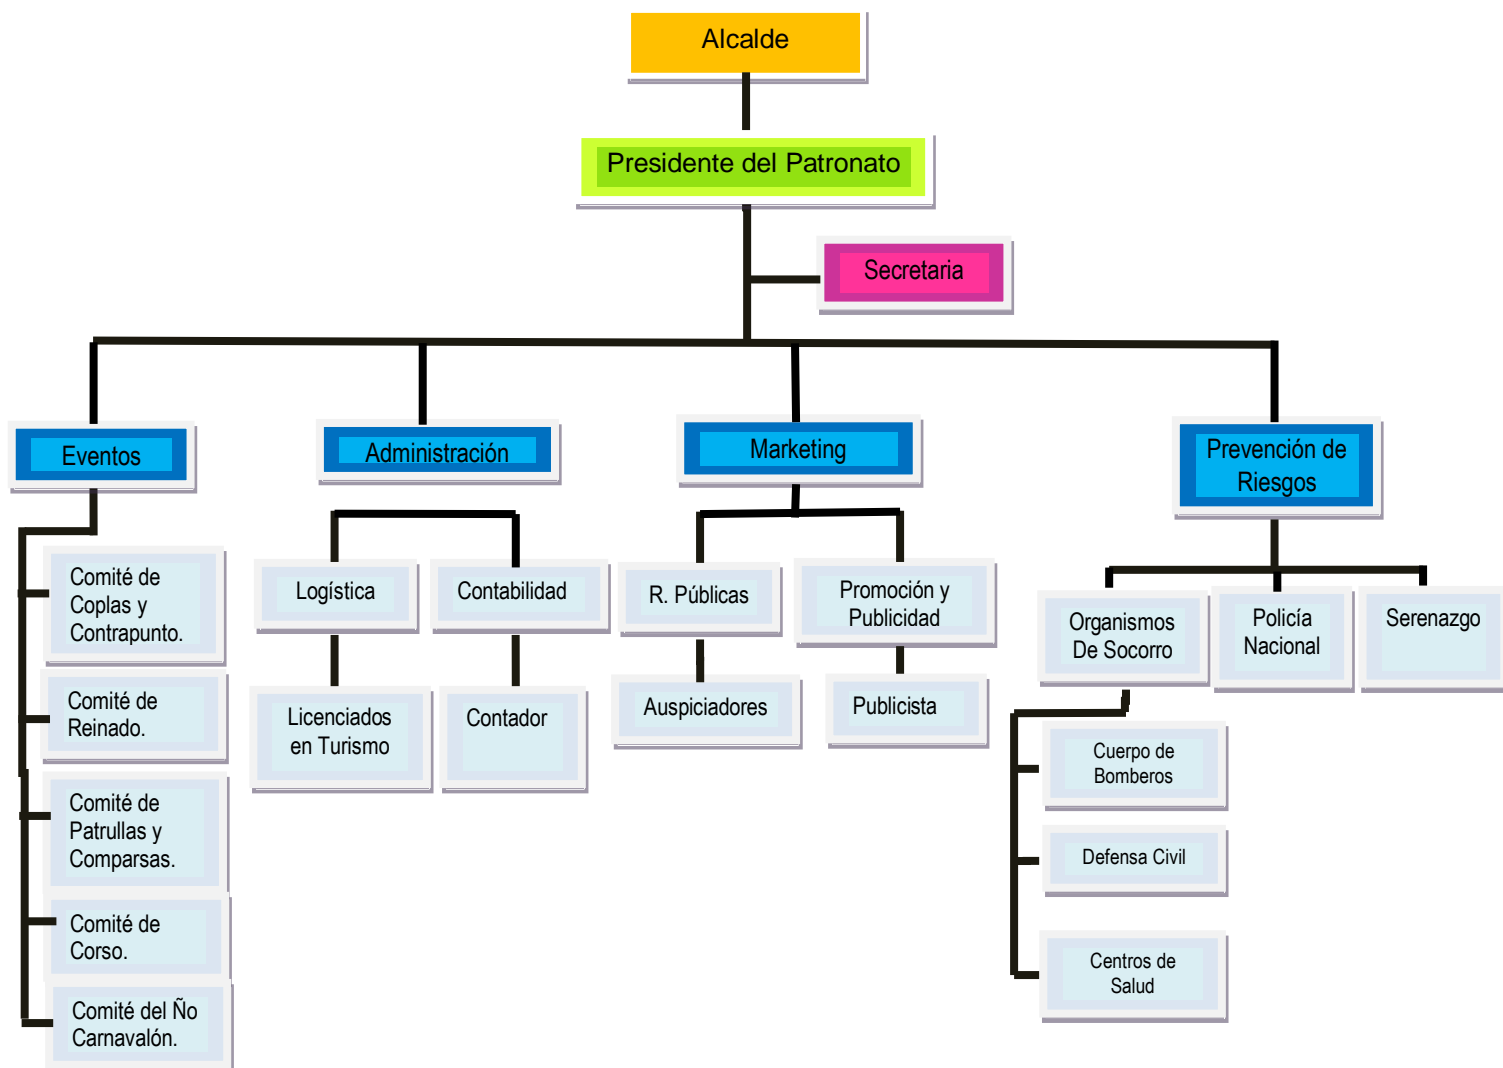 Alcalde
Presidente del Patronato
Secretaria
Eventos
Administración
Marketing
Prevención de
Riesgos
Comité de
Coplas y
Contrapunto.
Comité de
Reinado.
Comité de
Patrullas y
Comparsas.
Comité de
Corso.
Comité del Ño
Carnavalón.
Logística
Contabilidad
Licenciados
en Turismo
Contador
R. Públicas
Promoción y
Publicidad
Auspiciadores
Publicista
Organismos
De Socorro
Policía
Nacional
Serenazgo
Cuerpo de
Bomberos
Defensa Civil
Centros de
Salud